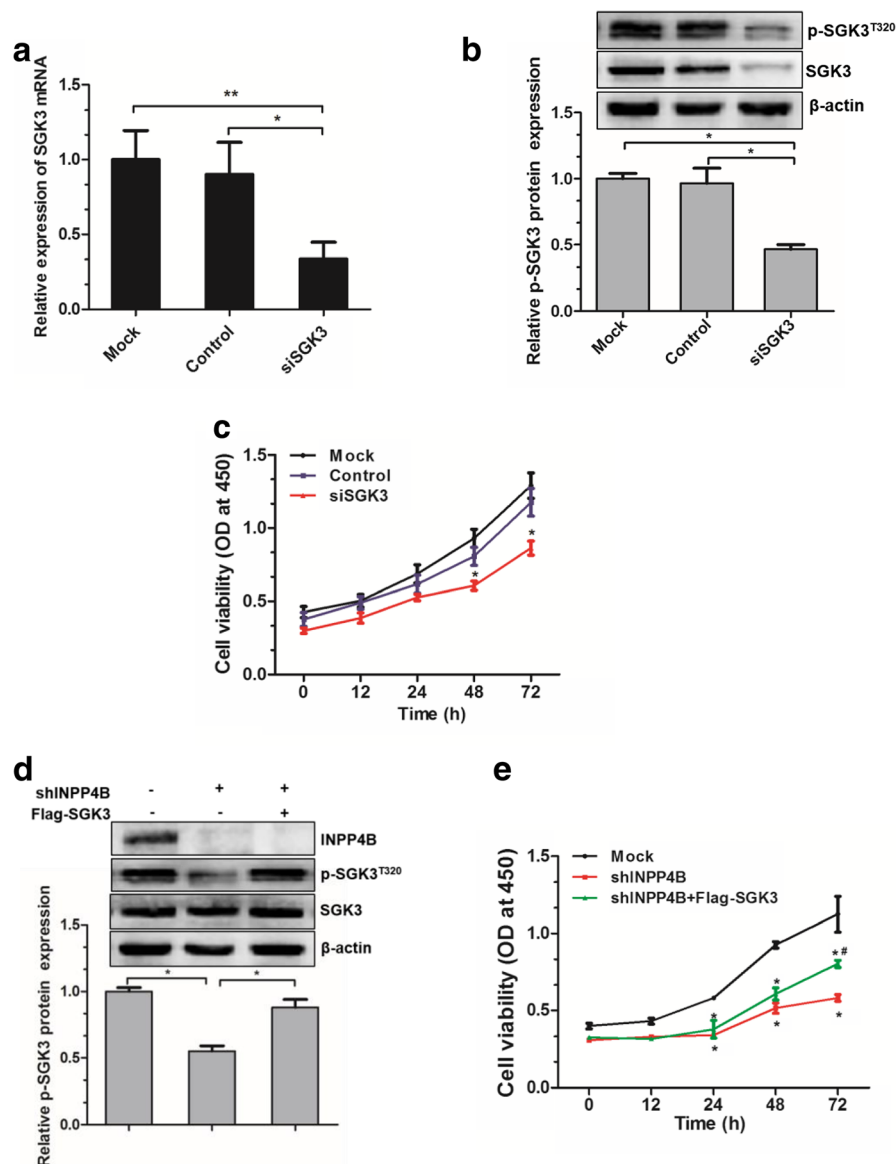 a
Relative expression of SGK3 mRNA
1.5
1.0
0.5
0.0
**
*
Mock
Control
siSGK3
b
p-SGK3T320
SGK3
β-actin
Relative p-SGK3 protein expression
1.5
1.0
0.5
0.0
*
*
Mock
Control
siSGK3
c
Cell viability (OD at 450)
1.5
1.0
0.5
0.0
Mock
Control
siSGK3
*
*
0 12 24 48 72
Time (h)
d
shINPP4B - + +
Flag-SGK3 - - +
INPP4B
p-SGK3T320
SGK3
β-actin
Relative p-SGK3 protein expression
1.5
1.0
0.5
0.0
* *
e
Cell viability (OD at 450)
1.5
1.0
0.5
0.0
Mock
shINPP4B
shINPP4B+Flag-SGK3
*#
*
*
*
*
*
0 12 24 48 72
Time (h)